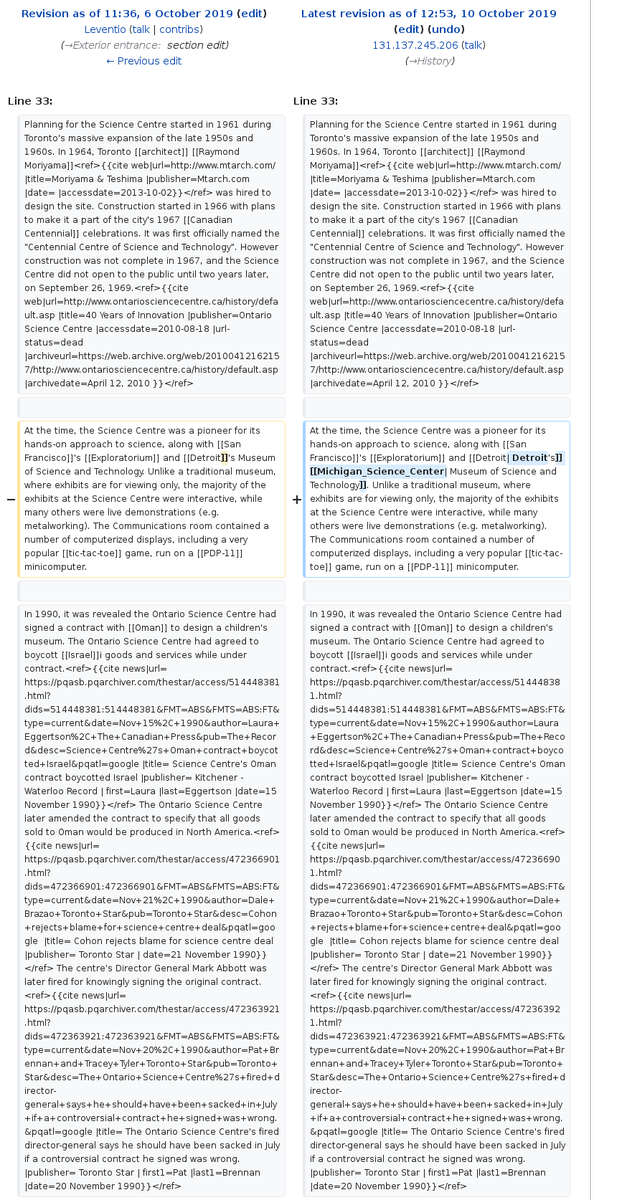 Revision as of 11:36, 6 October 2019 (edit)
Leventio (talk | contribs)
(→Exterior entrance: section edit)
← Previous edit
Latest revision as of 12:53, 10 October 2019
(edit) (undo)
131.137.245.206 (talk)
(→History)
Line 33:
Planning for the Science Centre started in 1961 during
Toronto's massive expansion of the late 1950s and
1960s. In 1964, Toronto [[architect]] [[Raymond
Moriyama]]<ref>{{cite web|url=http://www.mtarch.com/
|title=Moriyama & Teshima |publisher=Mtarch.com
|date= |accessdate=2013-10-02}}</ref> was hired to
design the site. Construction started in 1966 with plans
to make it a part of the city's 1967 [[Canadian
Centennial]] celebrations. It was first officially named the
"Centennial Centre of Science and Technology". However
construction was not complete in 1967, and the Science
Centre did not open to the public until two years later,
on September 26, 1969.<ref>{{cite
web|url=http://www.ontariosciencecentre.ca/history/defa
ult.asp |title=40 Years of Innovation |publisher=Ontario
Science Centre |accessdate=2010-08-18 |url-
status=dead
|archiveurl=https://web.archive.org/web/2010041216215
7/http://www.ontariosciencecentre.ca/history/default.asp
|archivedate=April 12, 2010 }}</ref>
−
At the time, the Science Centre was a pioneer for its
hands-on approach to science, along with [[San
Francisco]]'s [[Exploratorium]] and [[Detroit]]'s Museum
of Science and Technology. Unlike a traditional museum,
where exhibits are for viewing only, the majority of the
exhibits at the Science Centre were interactive, while
many others were live demonstrations (e.g.
metalworking). The Communications room contained a
number of computerized displays, including a very
popular [[tic-tac-toe]] game, run on a [[PDP-11]]
minicomputer.
In 1990, it was revealed the Ontario Science Centre had
signed a contract with [[Oman]] to design a children's
museum. The Ontario Science Centre had agreed to
boycott [[Israel]]i goods and services while under
contract.<ref>{{cite news|url=
https://pqasb.pqarchiver.com/thestar/access/514448381
.html?
dids=514448381:514448381&FMT=ABS&FMTS=ABS:FT&
type=current&date=Nov+15%2C+1990&author=Laura+
Eggertson%2C+The+Canadian+Press&pub=The+Recor
d&desc=Science+Centre%27s+Oman+contract+boycot
ted+Israel&pqatl=google |title= Science Centre's Oman
contract boycotted Israel |publisher= Kitchener -
Waterloo Record | first=Laura |last=Eggertson |date=15
November 1990}}</ref> The Ontario Science Centre
later amended the contract to specify that all goods
sold to Oman would be produced in North America.<ref>
{{cite news|url=
https://pqasb.pqarchiver.com/thestar/access/472366901
.html?
dids=472366901:472366901&FMT=ABS&FMTS=ABS:FT&
type=current&date=Nov+21%2C+1990&author=Dale+
Brazao+Toronto+Star&pub=Toronto+Star&desc=Cohon
+rejects+blame+for+science+centre+deal&pqatl=goo
gle |title= Cohon rejects blame for science centre deal
|publisher= Toronto Star | date=21 November 1990}}
</ref> The centre's Director General Mark Abbott was
later fired for knowingly signing the original contract.
<ref>{{cite news|url=
https://pqasb.pqarchiver.com/thestar/access/472363921
.html?
dids=472363921:472363921&FMT=ABS&FMTS=ABS:FT&
type=current&date=Nov+20%2C+1990&author=Pat+Br
ennan+and+Tracey+Tyler+Toronto+Star&pub=Toronto+
Star&desc=The+Ontario+Science+Centre%27s+fired+d
irector-
general+says+he+should+have+been+sacked+in+July
+if+a+controversial+contract+he+signed+was+wrong.
&pqatl=google |title= The Ontario Science Centre's fired
director-general says he should have been sacked in July
if a controversial contract he signed was wrong.
|publisher= Toronto Star | first1=Pat |last1=Brennan
|date=20 November 1990}}</ref>
Line 33:
Planning for the Science Centre started in 1961 during
Toronto's massive expansion of the late 1950s and
1960s. In 1964, Toronto [[architect]] [[Raymond
Moriyama]]<ref>{{cite web|url=http://www.mtarch.com/
|title=Moriyama & Teshima |publisher=Mtarch.com
|date= |accessdate=2013-10-02}}</ref> was hired to
design the site. Construction started in 1966 with plans
to make it a part of the city's 1967 [[Canadian
Centennial]] celebrations. It was first officially named the
"Centennial Centre of Science and Technology". However
construction was not complete in 1967, and the Science
Centre did not open to the public until two years later,
on September 26, 1969.<ref>{{cite
web|url=http://www.ontariosciencecentre.ca/history/defa
ult.asp |title=40 Years of Innovation |publisher=Ontario
Science Centre |accessdate=2010-08-18 |url-
status=dead
|archiveurl=https://web.archive.org/web/2010041216215
7/http://www.ontariosciencecentre.ca/history/default.asp
|archivedate=April 12, 2010 }}</ref>
+
At the time, the Science Centre was a pioneer for its
hands-on approach to science, along with [[San
Francisco]]'s [[Exploratorium]] and [[Detroit| Detroit's]]
[[Michigan_Science_Center| Museum of Science and
Technology]]. Unlike a traditional museum, where
exhibits are for viewing only, the majority of the
exhibits at the Science Centre were interactive, while
many others were live demonstrations (e.g.
metalworking). The Communications room contained a
number of computerized displays, including a very
popular [[tic-tac-
toe]] game, run on a [[PDP-11]] minicomputer.
In 1990, it was revealed the Ontario Science Centre had
signed a contract with [[Oman]] to design a children's
museum. The Ontario Science Centre had agreed to
boycott [[Israel]]i goods and services while under
contract.<ref>{{cite news|url=
https://pqasb.pqarchiver.com/thestar/access/51444838
1.html?
dids=514448381:514448381&FMT=ABS&FMTS=ABS:FT&
type=current&date=Nov+15%2C+1990&author=Laura
+Eggertson%2C+The+Canadian+Press&pub=The+Reco
rd&desc=Science+Centre%27s+Oman+contract+boyco
tted+Israel&pqatl=google |title= Science Centre's Oman
contract boycotted Israel |publisher= Kitchener -
Waterloo Record | first=Laura |last=Eggertson |date=15
November 1990}}</ref> The Ontario Science Centre
later amended the contract to specify that all goods
sold to Oman would be produced in North America.<ref>
{{cite news|url=
https://pqasb.pqarchiver.com/thestar/access/47236690
1.html?
dids=472366901:472366901&FMT=ABS&FMTS=ABS:FT&
type=current&date=Nov+21%2C+1990&author=Dale+
Brazao+Toronto+Star&pub=Toronto+Star&desc=Cohon
+rejects+blame+for+science+centre+deal&pqatl=goo
gle |title= Cohon rejects blame for science centre deal
|publisher= Toronto Star | date=21 November 1990}}
</ref> The centre's Director General Mark Abbott was
later fired for knowingly signing the original contract.
<ref>{{cite news|url=
https://pqasb.pqarchiver.com/thestar/access/47236392
1.html?
dids=472363921:472363921&FMT=ABS&FMTS=ABS:FT&
type=current&date=Nov+20%2C+1990&author=Pat+Br
ennan+and+Tracey+Tyler+Toronto+Star&pub=Toronto+
Star&desc=The+Ontario+Science+Centre%27s+fired+d
irector-
general+says+he+should+have+been+sacked+in+July
+if+a+controversial+contract+he+signed+was+wrong.
&pqatl=google |title= The Ontario Science Centre's fired
director-general says he should have been sacked in July
if a controversial contract he signed was wrong.
|publisher= Toronto Star | first1=Pat |last1=Brennan
|date=20 November 1990}}</ref>